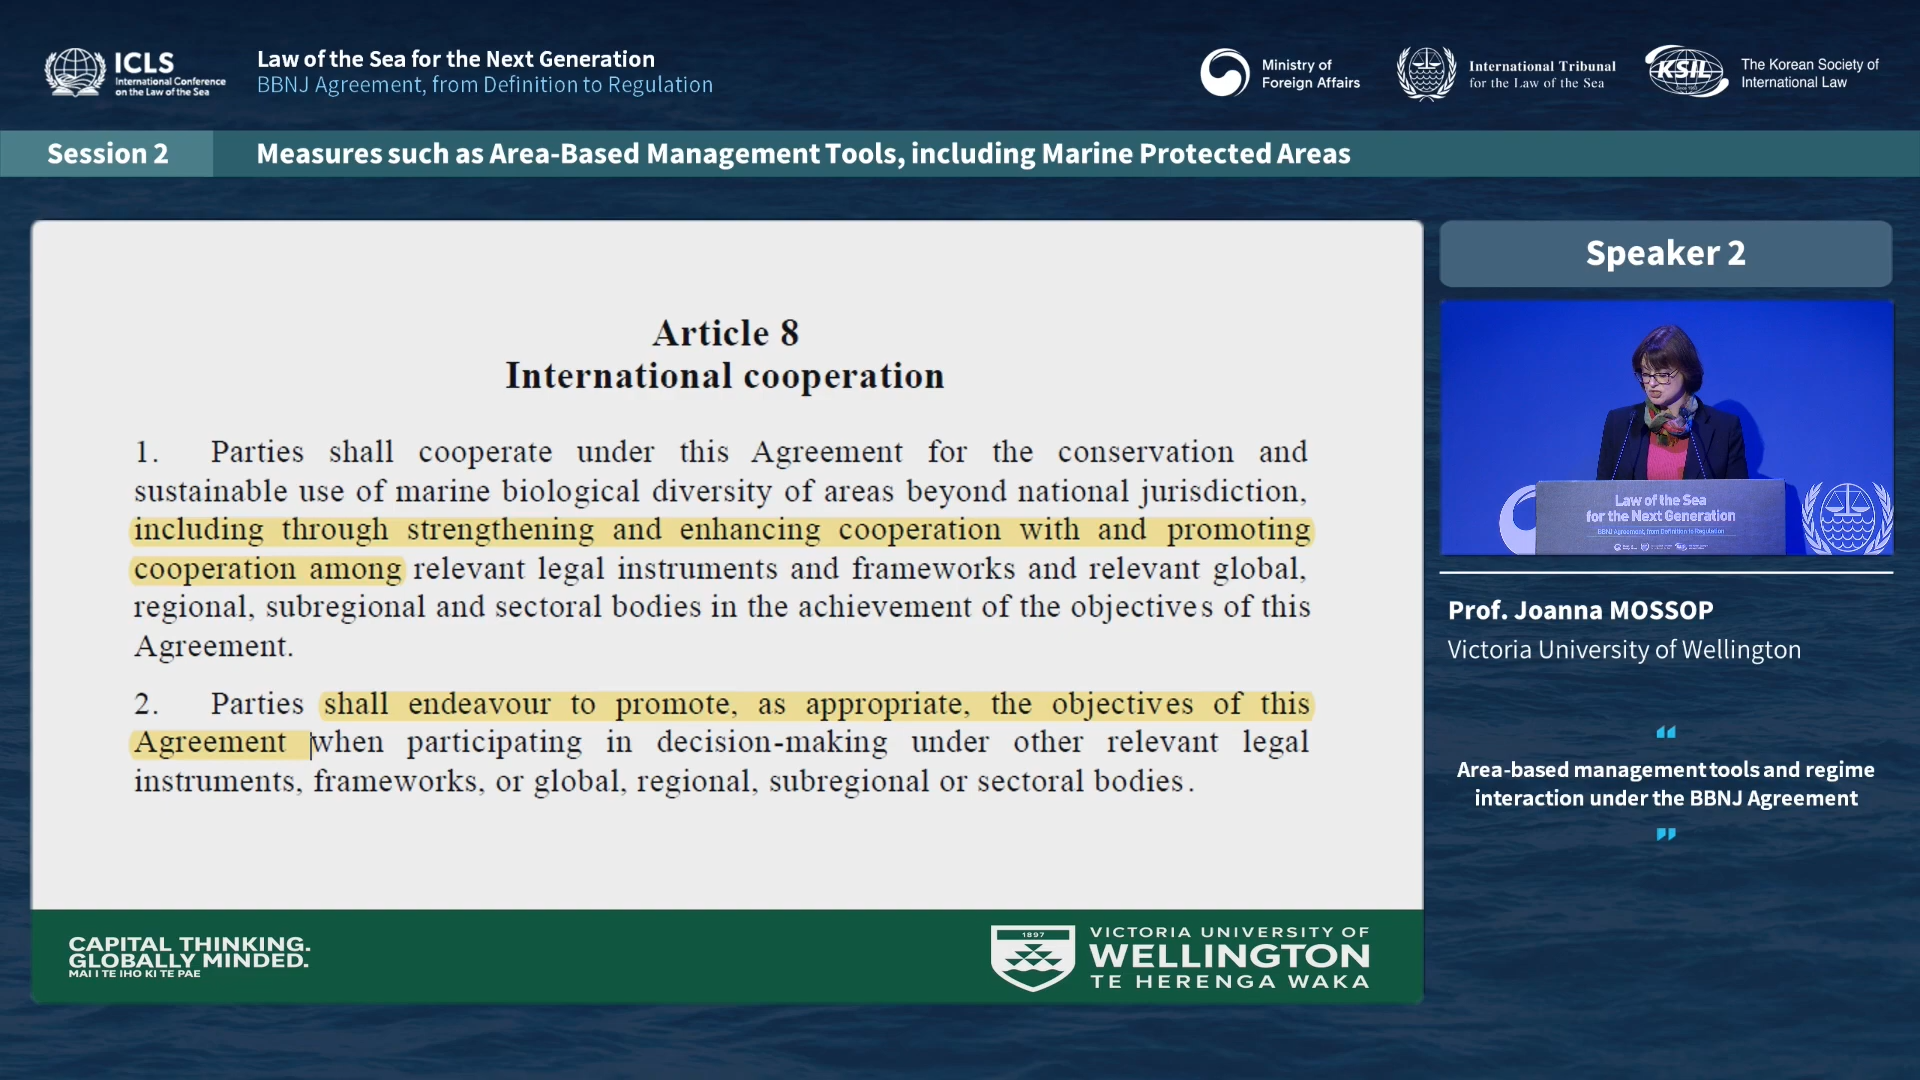 ICLS
International Conference
on the Law of the Sea
Law of the Sea for the Next Generation
BBNJ Agreement, from Definition to Regulation
Ministry of
Foreign Affairs
International Tribunal
for the Law of the Sea
KSIL
The Korean Society of
International Law
Session 2
Measures such as Area-Based Management Tools, including Marine Protected Areas
Article 8
International cooperation
1. Parties shall cooperate under this Agreement for the conservation and
sustainable use of marine biological diversity of areas beyond national jurisdiction,
including through strengthening and enhancing cooperation with and promoting
cooperation among relevant legal instruments and frameworks and relevant global,
regional, subregional and sectoral bodies in the achievement of the objectives of this
Agreement.
2. Parties shall endeavour to promote, as appropriate, the objectives of this
Agreement when participating in decision-making under other relevant legal
instruments, frameworks, or global, regional, subregional or sectoral bodies.
CAPITAL THINKING.
GLOBALLY MINDED.
MAI I TE IHO KI TE PAE
1897
VICTORIA UNIVERSITY OF
WELLINGTON
TE HERENGA WAKA
Speaker 2
Law of the Sea
for the Next Generation
BBNJ Agreement, from Definition to Regulation
Prof. Joanna MOSSOP
Victoria University of Wellington
“
Area-based management tools and regime
interaction under the BBNJ Agreement
”